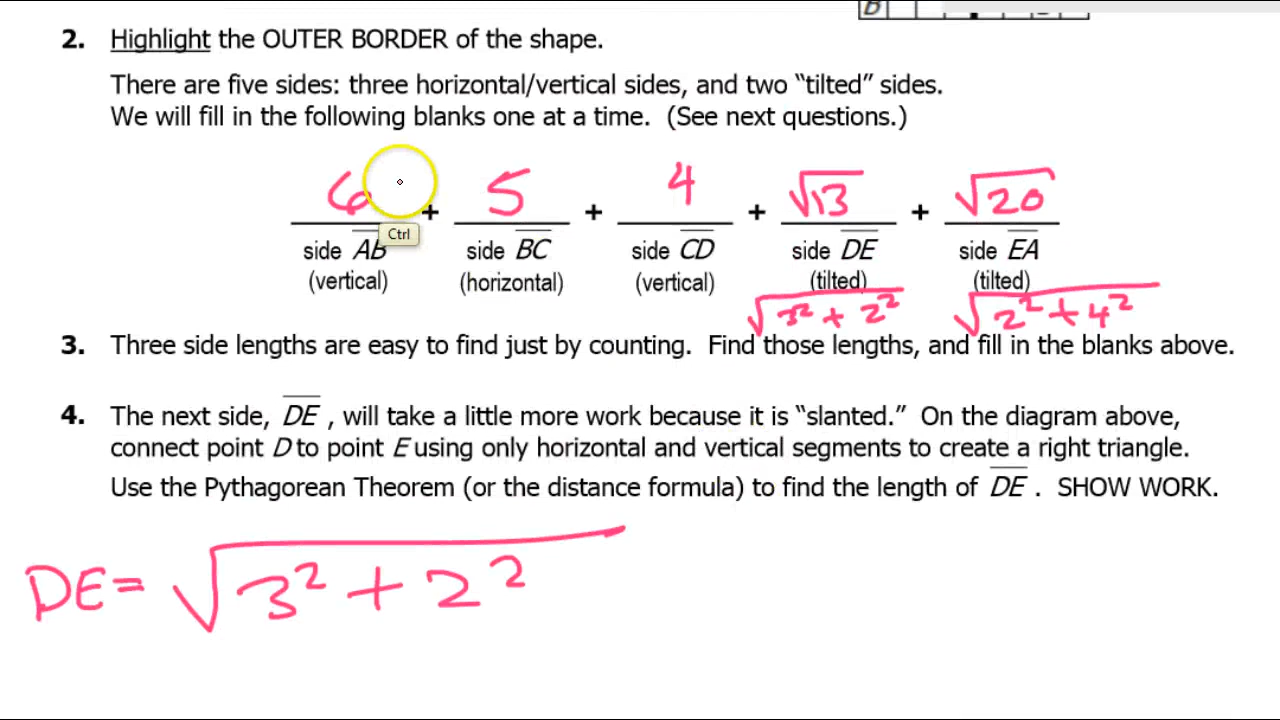 B
2. Highlight the OUTER BORDER of the shape.
There are five sides: three horizontal/vertical sides, and two “tilted” sides.
We will fill in the following blanks one at a time. (See next questions.)
6 + 5 + 4 + √13 + √20
Ctrl
side AB side BC side CD side DE side EA
(vertical) (horizontal) (vertical) (tilted) (tilted)
√3² + 2² √2² + 4²
3. Three side lengths are easy to find just by counting. Find those lengths, and fill in the blanks above.
4. The next side, DE , will take a little more work because it is “slanted.” On the diagram above,
connect point D to point E using only horizontal and vertical segments to create a right triangle.
Use the Pythagorean Theorem (or the distance formula) to find the length of DE . SHOW WORK.
DE = √3² + 2²